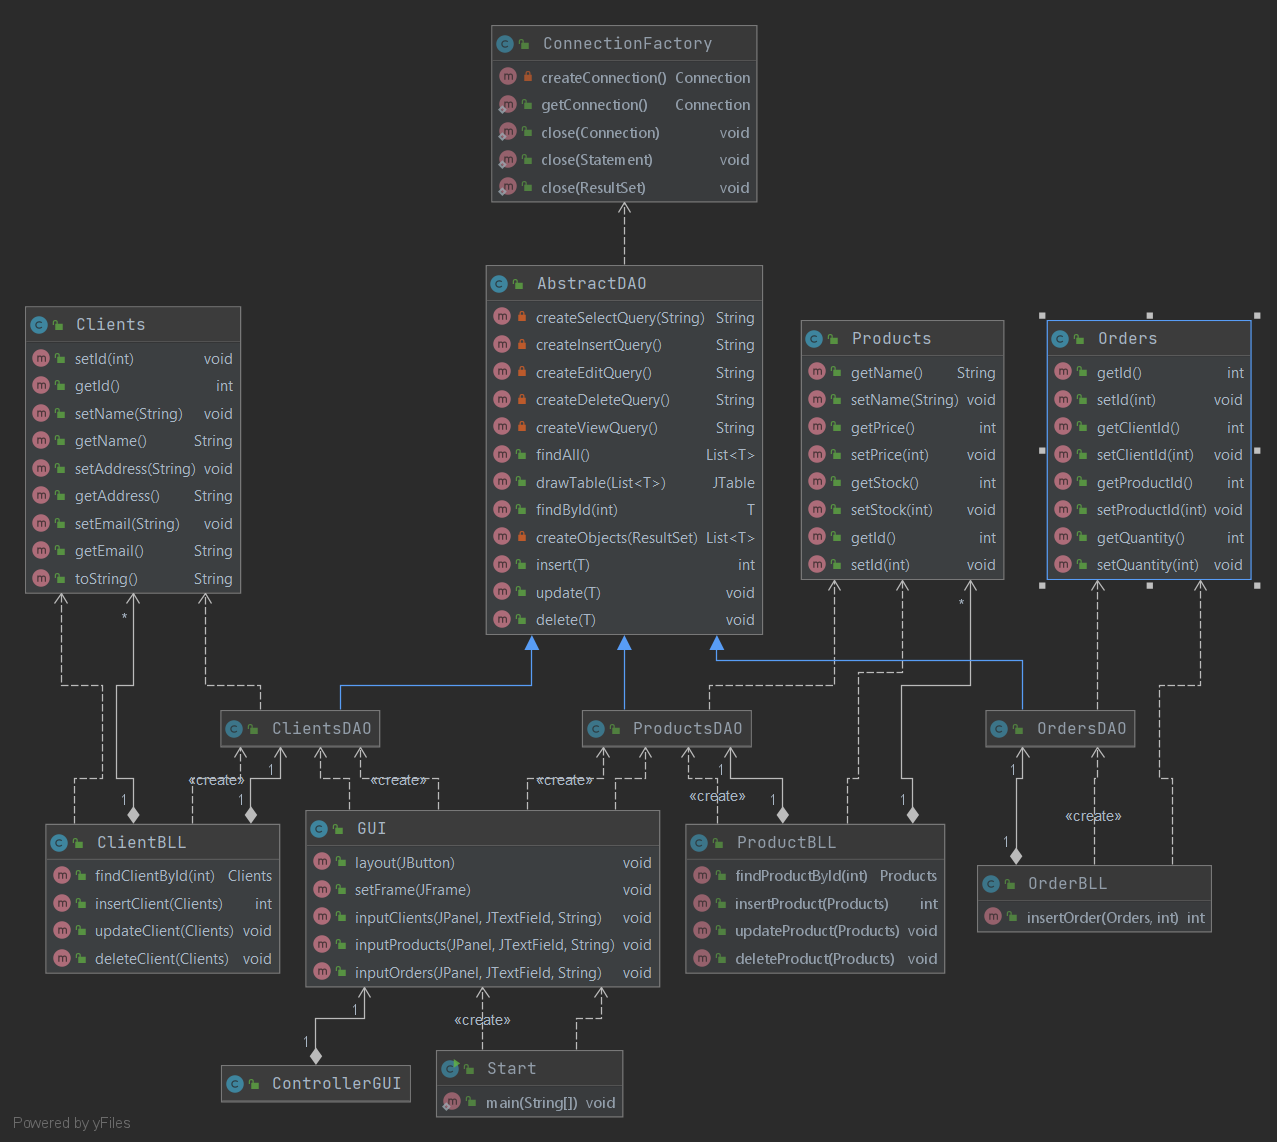 ConnectionFactory
createConnection() Connection
getConnection() Connection
close(Connection) void
close(Statement) void
close(ResultSet) void
AbstractDAO
createSelectQuery(String) String
createInsertQuery() String
createEditQuery() String
createDeleteQuery() String
createViewQuery() String
findAll() List<T>
drawTable(List<T>) JTable
findById(int) T
createObjects(ResultSet) List<T>
insert(T) int
update(T) void
delete(T) void
Clients
setId(int) void
getId() int
setName(String) void
getName() String
setAddress(String) void
getAddress() String
setEmail(String) void
getEmail() String
toString() String
Products
getName() String
setName(String) void
getPrice() int
setPrice(int) void
getStock() int
setStock(int) void
getId() int
setId(int) void
Orders
getId() int
setId(int) void
getClientId() int
setClientId(int) void
getProductId() int
setProductId(int) void
getQuantity() int
setQuantity(int) void
*
*
ClientsDAO
ProductsDAO
OrdersDAO
1
1
1
«create»
«create»
«create»
«create»
«create»
1
1
1
1
1
ClientBLL
findClientById(int) Clients
insertClient(Clients) int
updateClient(Clients) void
deleteClient(Clients) void
GUI
layout(JButton) void
setFrame(JFrame) void
inputClients(JPanel, JTextField, String) void
inputProducts(JPanel, JTextField, String) void
inputOrders(JPanel, JTextField, String) void
ProductBLL
findProductById(int) Products
insertProduct(Products) int
updateProduct(Products) void
deleteProduct(Products) void
OrderBLL
insertOrder(Orders, int) int
1
«create»
1
ControllerGUI
Start
main(String[]) void
Powered by yFiles